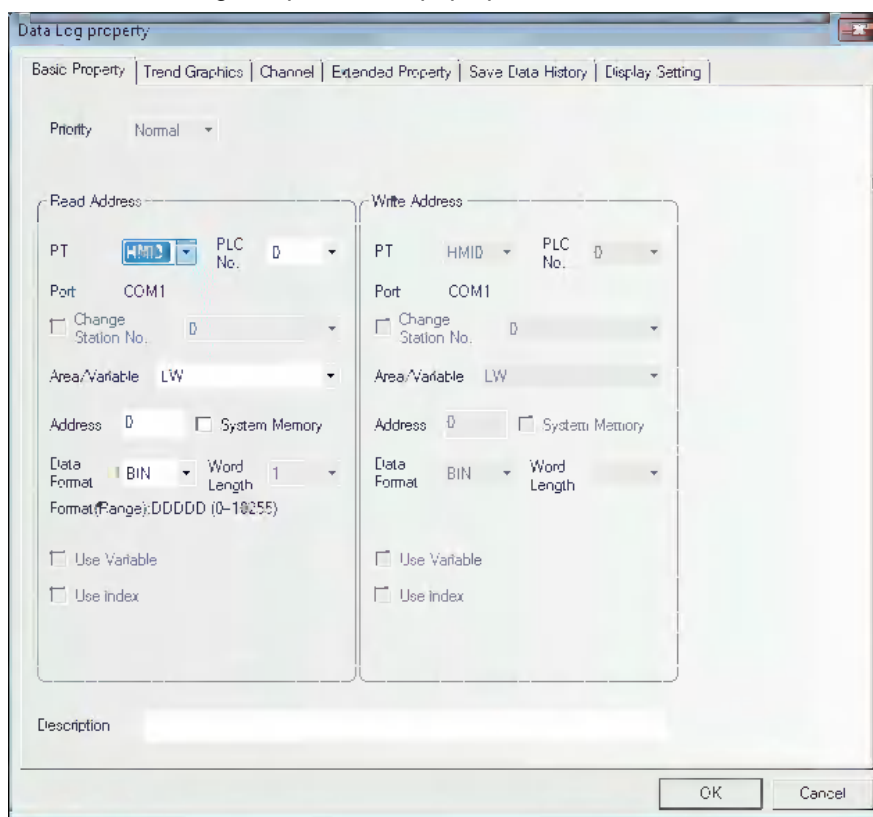 Data Log property
Basic Property | Trend Graphics | Channel | Extended Property | Save Data History | Display Setting
Priority Normal
Read Address
PT HMI0 PLC No. 0
Port COM1
Change Station No. 0
Area/Variable LW
Address 0 System Memory
Data Format BIN Word Length 1
Format(Range):DDDDD (0~10255)
Use Variable
Use index
Write Address
PT HMI0 PLC No. 0
Port COM1
Change Station No. 0
Area/Variable LW
Address 0 System Memory
Data Format BIN Word Length
Use Variable
Use index
Description
OK Cancel